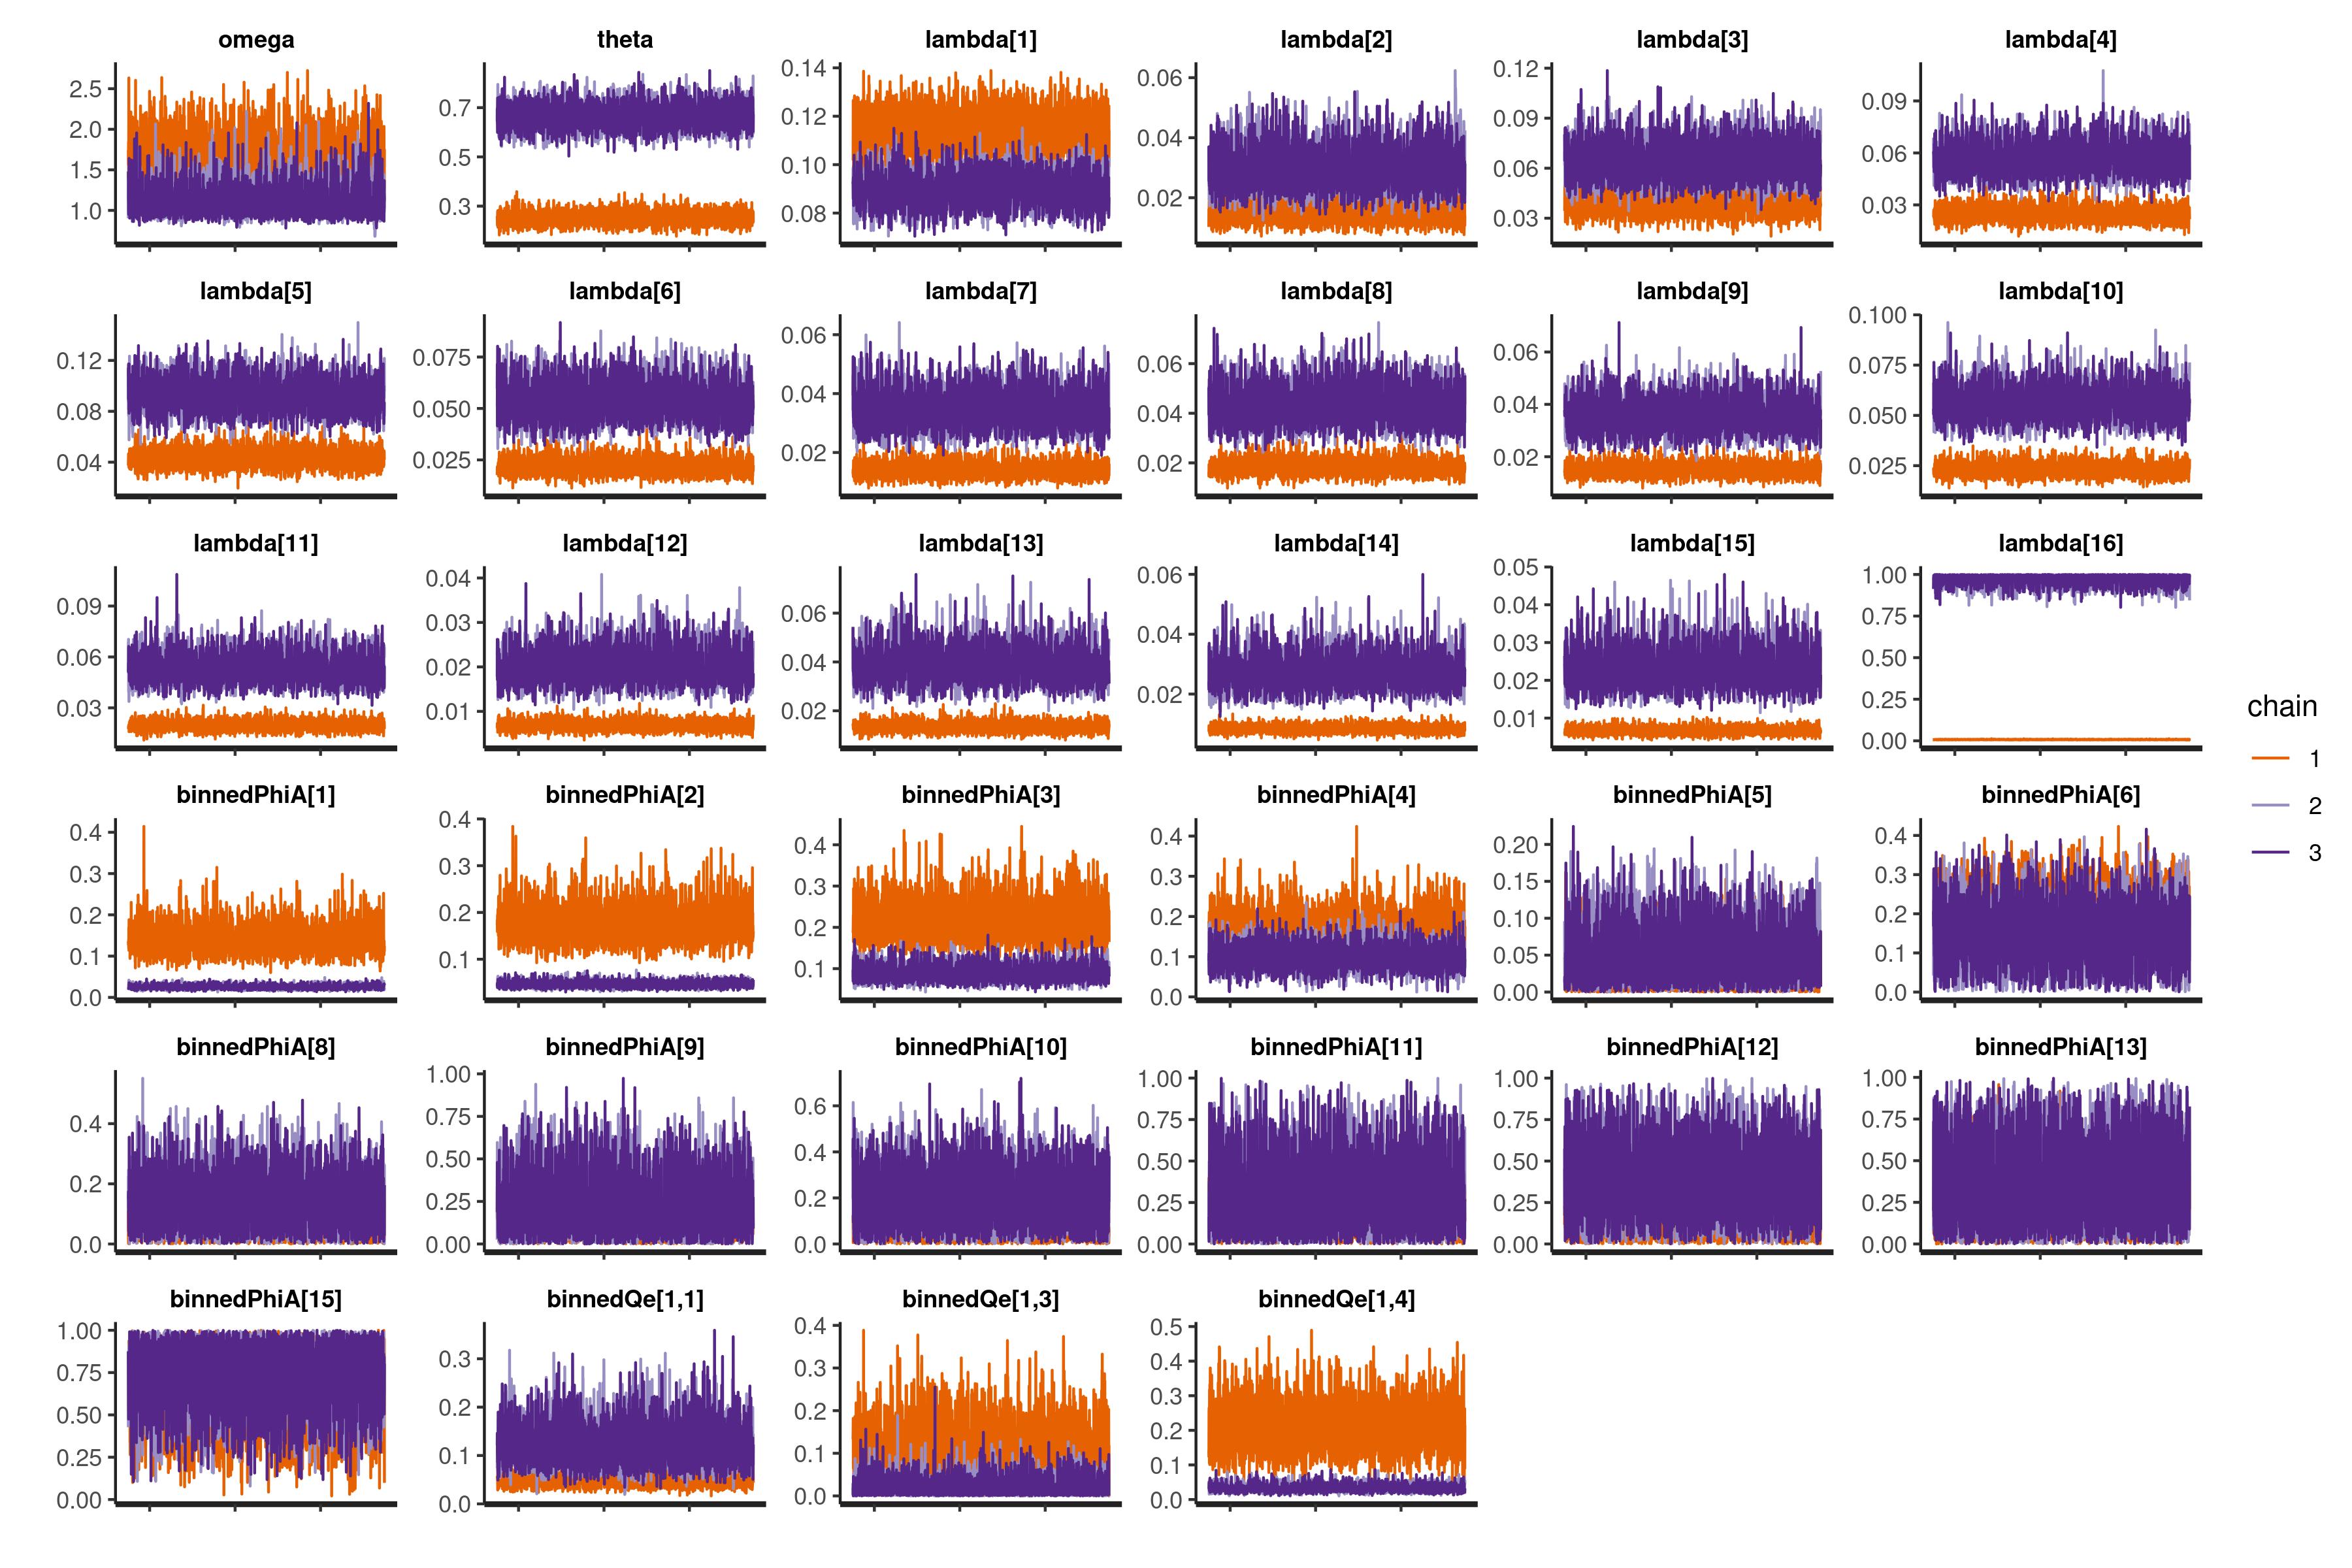 omega theta lambda[1] lambda[2] lambda[3] lambda[4]
2.5 2.0 1.5 1.0
0.7 0.5 0.3
0.14 0.12 0.10 0.08
0.06 0.04 0.02
0.12 0.09 0.06 0.03
0.09 0.06 0.03
lambda[5] lambda[6] lambda[7] lambda[8] lambda[9] lambda[10]
0.12 0.08 0.04
0.075 0.050 0.025
0.06 0.04 0.02
0.06 0.04 0.02
0.06 0.04 0.02
0.100 0.075 0.050 0.025
lambda[11] lambda[12] lambda[13] lambda[14] lambda[15] lambda[16]
0.09 0.06 0.03
0.04 0.03 0.02 0.01
0.06 0.04 0.02
0.06 0.04 0.02
0.05 0.04 0.03 0.02 0.01
1.00 0.75 0.50 0.25 0.00
chain
1
2
3
binnedPhiA[1] binnedPhiA[2] binnedPhiA[3] binnedPhiA[4] binnedPhiA[5] binnedPhiA[6]
0.4 0.3 0.2 0.1 0.0
0.4 0.3 0.2 0.1
0.4 0.3 0.2 0.1
0.4 0.3 0.2 0.1 0.0
0.20 0.15 0.10 0.05 0.00
0.4 0.3 0.2 0.1 0.0
binnedPhiA[8] binnedPhiA[9] binnedPhiA[10] binnedPhiA[11] binnedPhiA[12] binnedPhiA[13]
0.4 0.2 0.0
1.00 0.75 0.50 0.25 0.00
0.6 0.4 0.2 0.0
1.00 0.75 0.50 0.25 0.00
1.00 0.75 0.50 0.25 0.00
1.00 0.75 0.50 0.25 0.00
binnedPhiA[15] binnedQe[1,1] binnedQe[1,3] binnedQe[1,4]
1.00 0.75 0.50 0.25 0.00
0.3 0.2 0.1 0.0
0.4 0.3 0.2 0.1 0.0
0.5 0.4 0.3 0.2 0.1 0.0